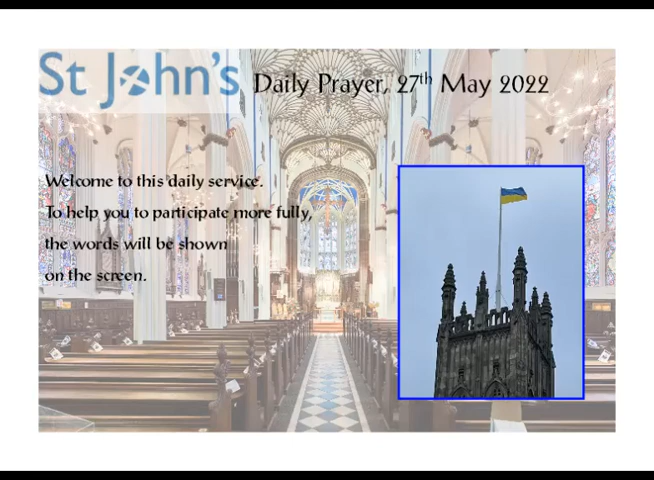 St John's Daily Prayer, 27th May 2022
Welcome to this daily service.
To help you to participate more fully,
the words will be shown
on the screen.